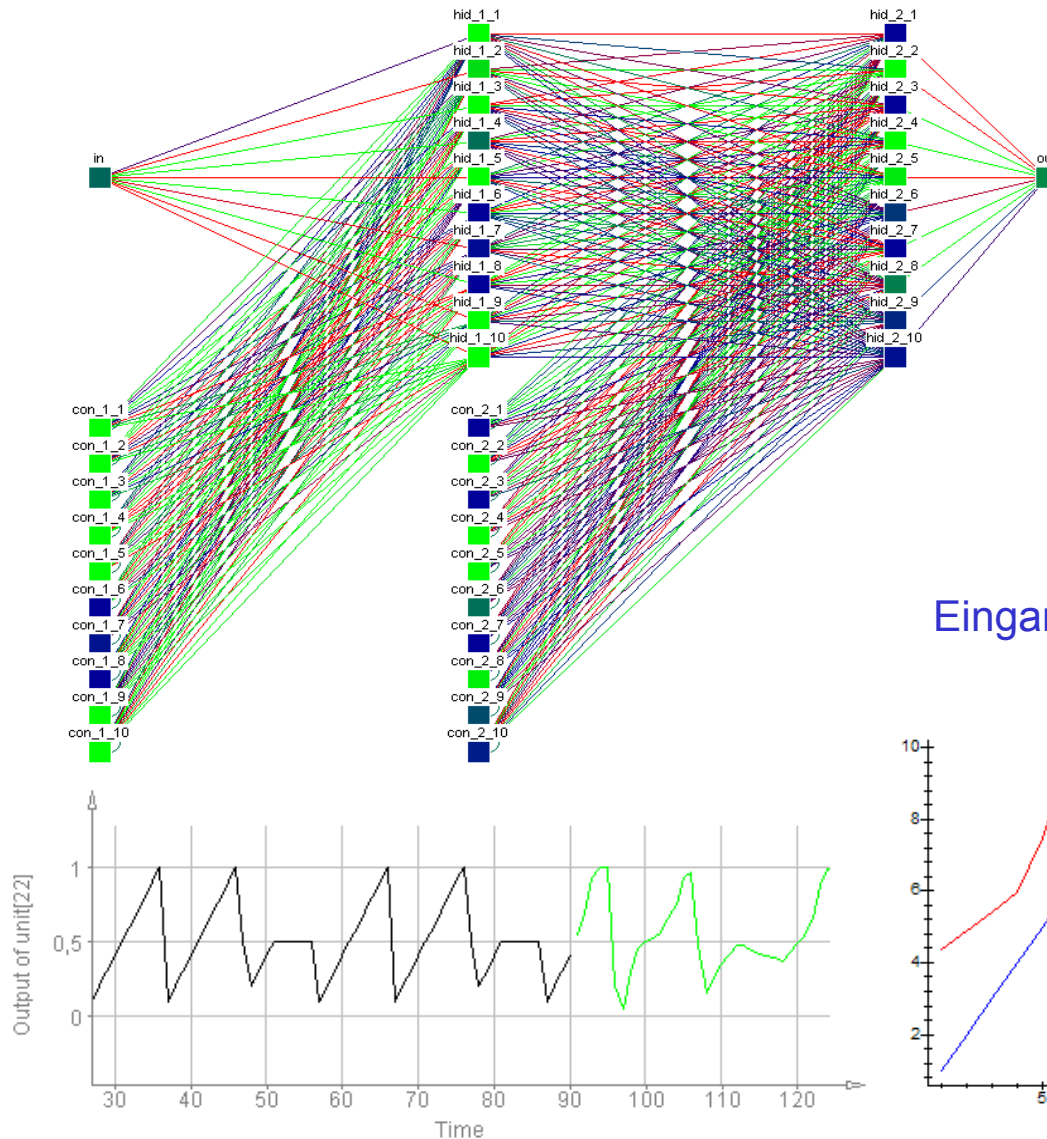 hid_1_1
hid_1_2
hid_1_3
hid_1_4
hid_1_5
hid_1_6
hid_1_7
hid_1_8
hid_1_9
hid_1_10
hid_2_1
hid_2_2
hid_2_3
hid_2_4
hid_2_5
hid_2_6
hid_2_7
hid_2_8
hid_2_9
hid_2_10
in
ou
con_1_1
con_1_2
con_1_3
con_1_4
con_1_5
con_1_6
con_1_7
con_1_8
con_1_9
con_1_10
con_2_1
con_2_2
con_2_3
con_2_4
con_2_5
con_2_6
con_2_7
con_2_8
con_2_9
con_2_10
Eingar
Output of unit[22]
1
0,5
0
30 40 50 60 70 80 90 100 110 120
Time
10
8
6
4
2
5